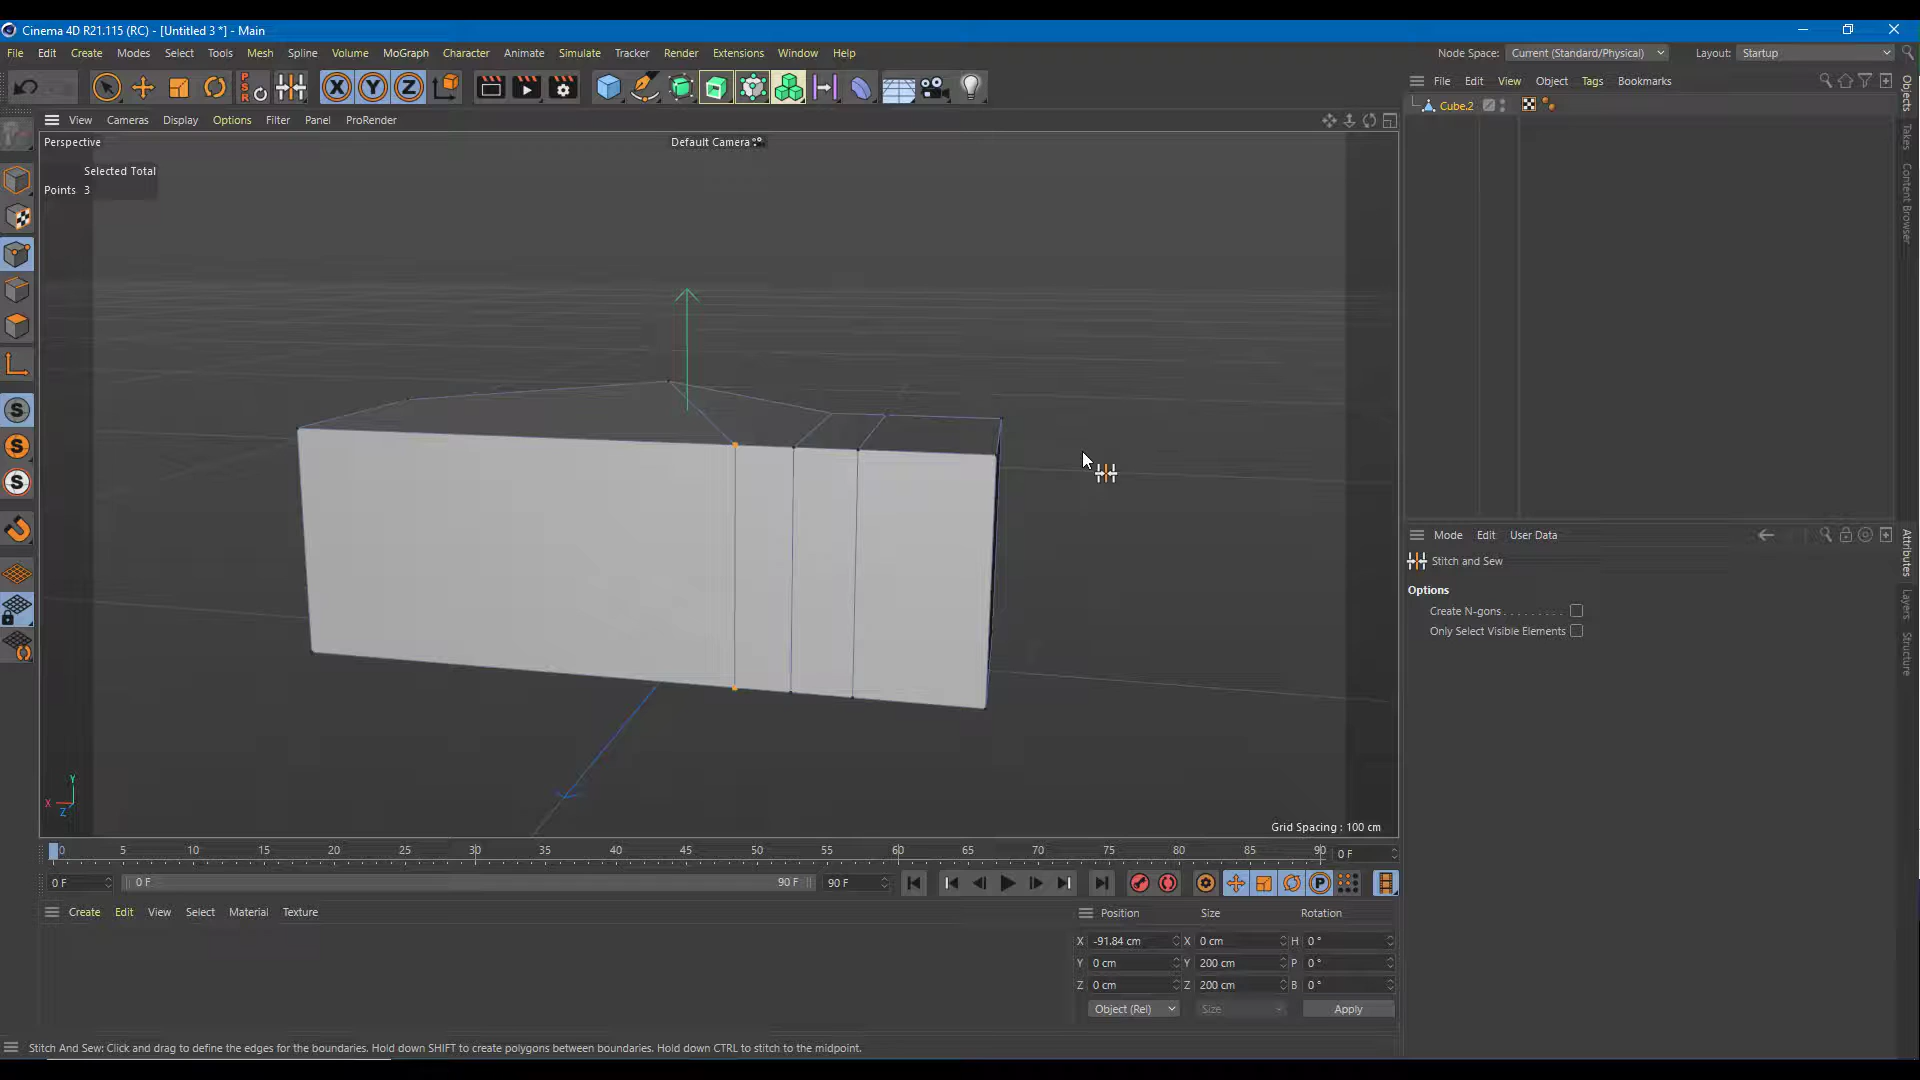 Cinema 4D R21.115 (RC) - [Untitled 3 *] - Main
File Edit Create Modes Select Tools Mesh Spline Volume MoGraph Character Animate Simulate Tracker Render Extensions Window Help
Node Space: Current (Standard/Physical) Layout: Startup
PSR X Y Z
View Cameras Display Options Filter Panel ProRender
File Edit View Object Tags Bookmarks
Cube.2
Objects
Takes
Content Browser
Perspective
Default Camera
Selected Total
Points 3
S
S
S
Y
X
Z
Grid Spacing : 100 cm
Mode Edit User Data
Stitch and Sew
Options
Create N-gons
Only Select Visible Elements
Attributes
Layers
Structure
0 5 10 15 20 25 30 35 40 45 50 55 60 65 70 75 80 85 90 0 F
0 F 0 F 90 F 90 F P
Create Edit View Select Material Texture
Position Size Rotation
X -91.84 cm X 0 cm H 0 °
Y 0 cm Y 200 cm P 0 °
Z 0 cm Z 200 cm B 0 °
Object (Rel) Size Apply
Stitch And Sew: Click and drag to define the edges for the boundaries. Hold down SHIFT to create polygons between boundaries. Hold down CTRL to stitch to the midpoint.